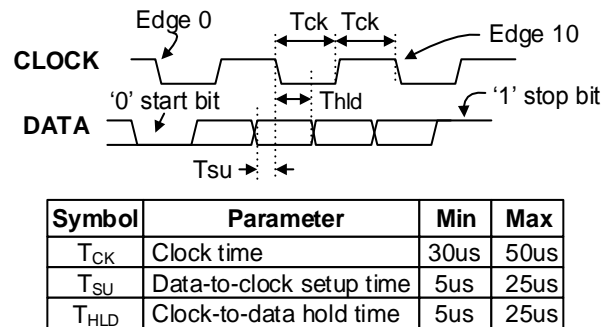 Edge 0
Tck Tck
Edge 10
CLOCK
'0' start bit
Thld
'1' stop bit
DATA
Tsu
Symbol Parameter Min Max
TCK Clock time 30us 50us
TSU Data-to-clock setup time 5us 25us
THLD Clock-to-data hold time 5us 25us